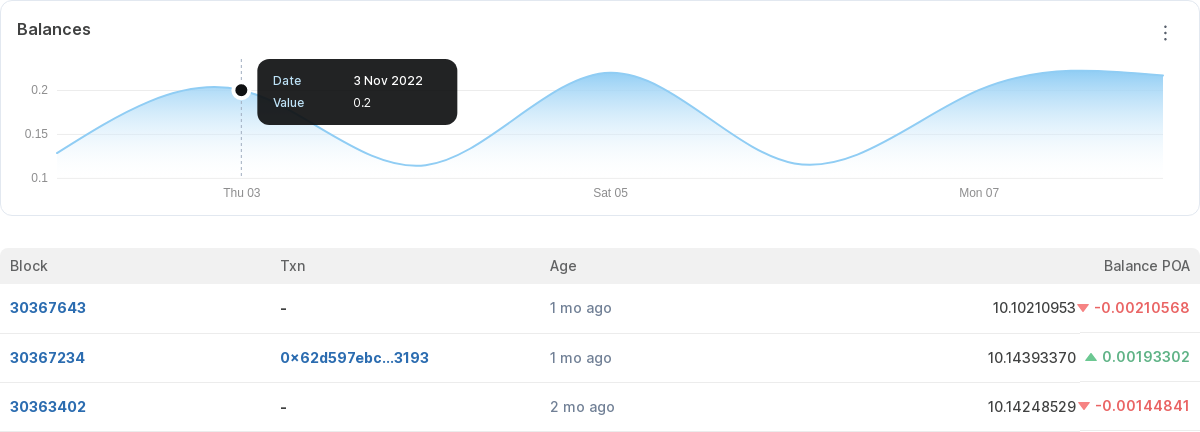 Balances
Date 3 Nov 2022
Value 0.2
0.2
0.15
0.1
Thu 03 Sat 05 Mon 07
Block Txn Age Balance POA
30367643 - 1 mo ago 10.10210953 -0.00210568
30367234 0x62d597ebc...3193 1 mo ago 10.14393370 0.00193302
30363402 - 2 mo ago 10.14248529 -0.00144841